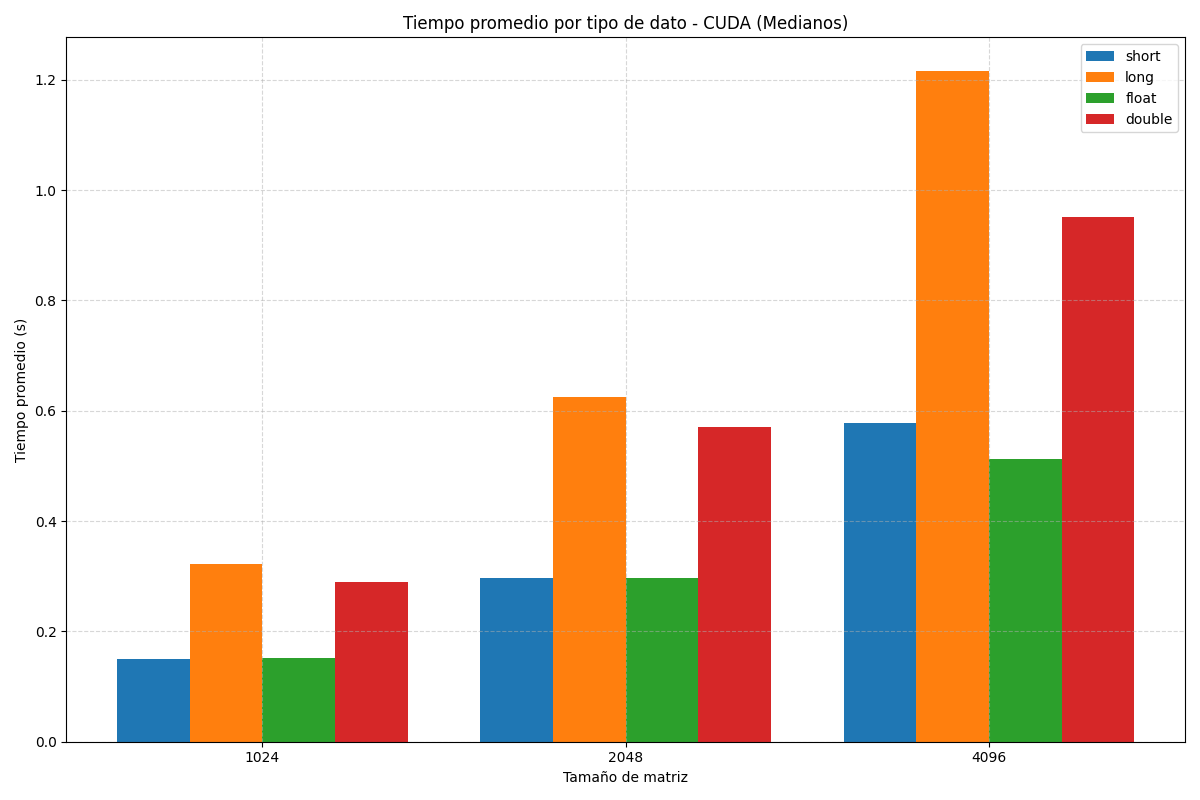 Tiempo promedio por tipo de dato - CUDA (Medianos)
short
long
float
double
Tiempo promedio (s)
1.2
1.0
0.8
0.6
0.4
0.2
0.0
1024
2048
4096
Tamaño de matriz